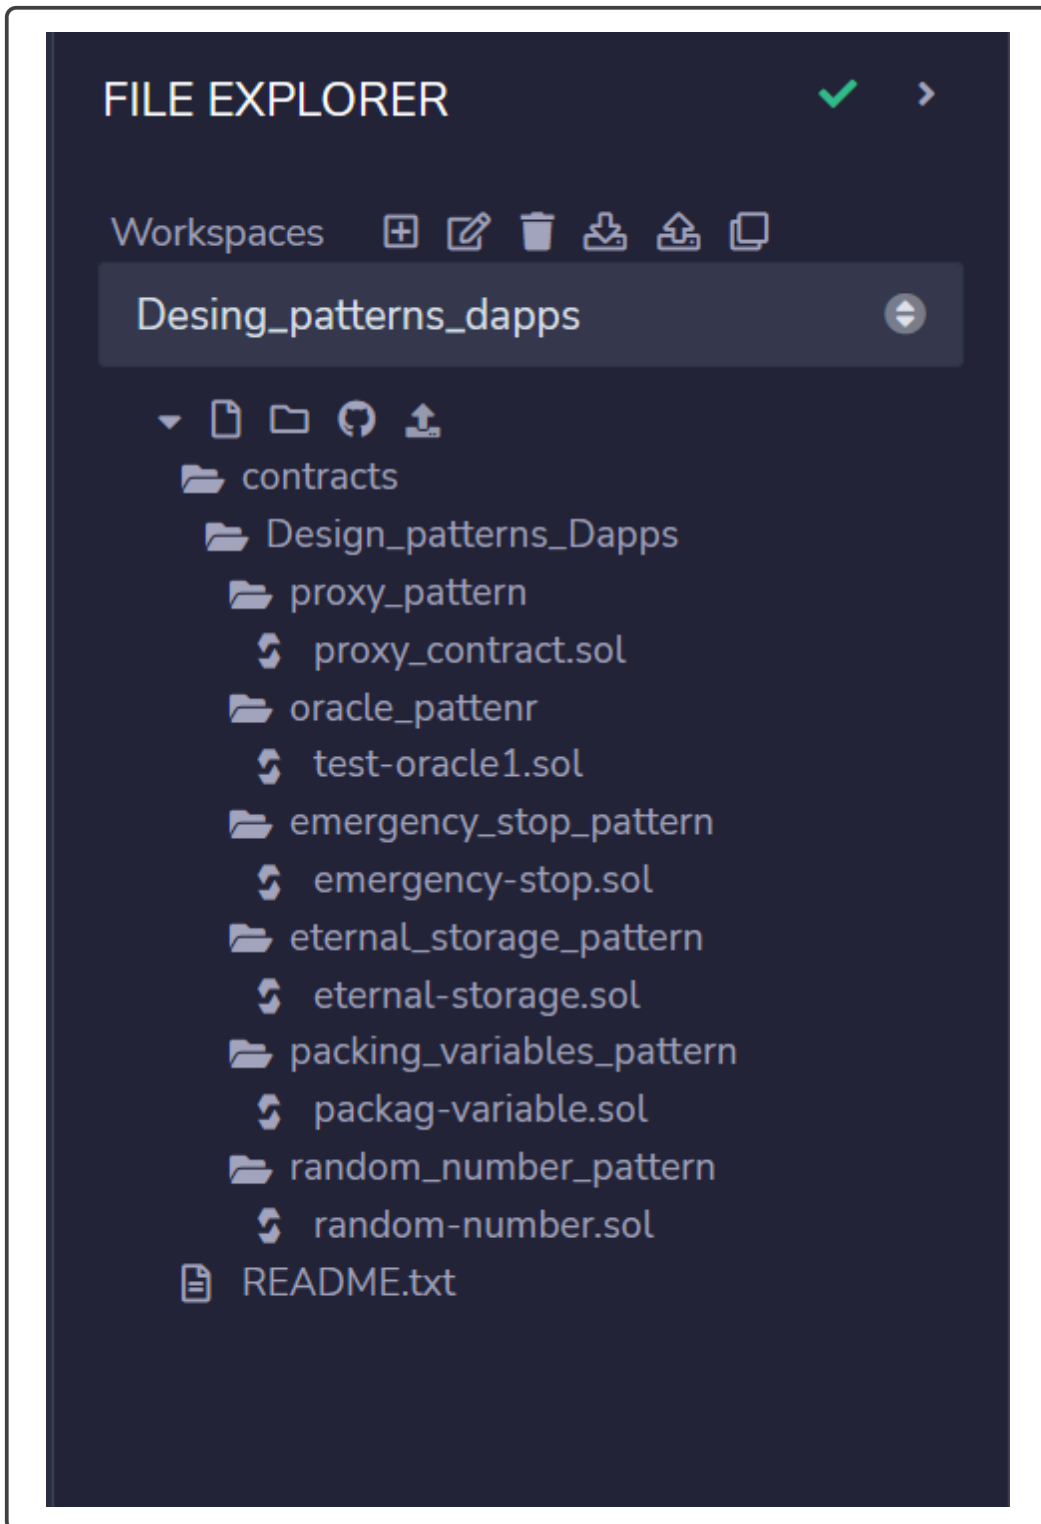 FILE EXPLORER
Workspaces
Desing_patterns_dapps
contracts
Design_patterns_Dapps
proxy_pattern
proxy_contract.sol
oracle_pattenr
test-oracle1.sol
emergency_stop_pattern
emergency-stop.sol
eternal_storage_pattern
eternal-storage.sol
packing_variables_pattern
packag-variable.sol
random_number_pattern
random-number.sol
README.txt